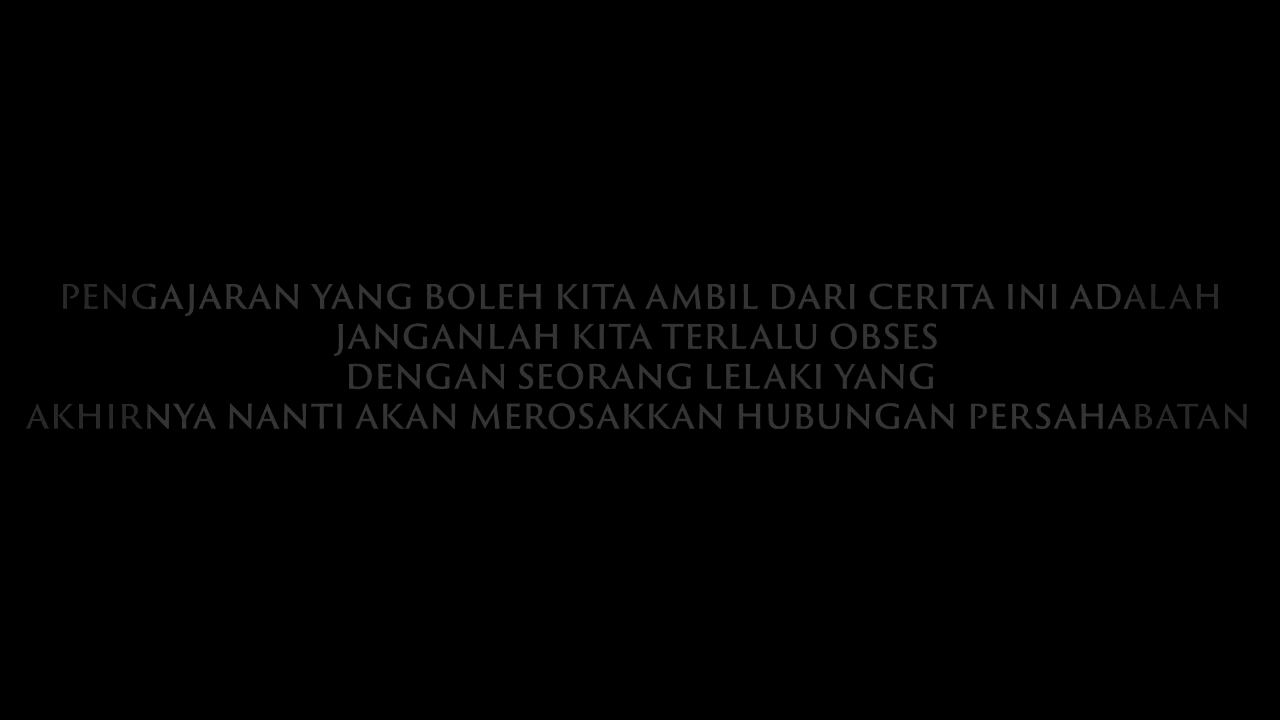 PENGAJARAN YANG BOLEH KITA AMBIL DARI CERITA INI ADALAH
JANGANLAH KITA TERLALU OBSES
DENGAN SEORANG LELAKI YANG
AKHIRNYA NANTI AKAN MEROSAKKAN HUBUNGAN PERSAHABATAN